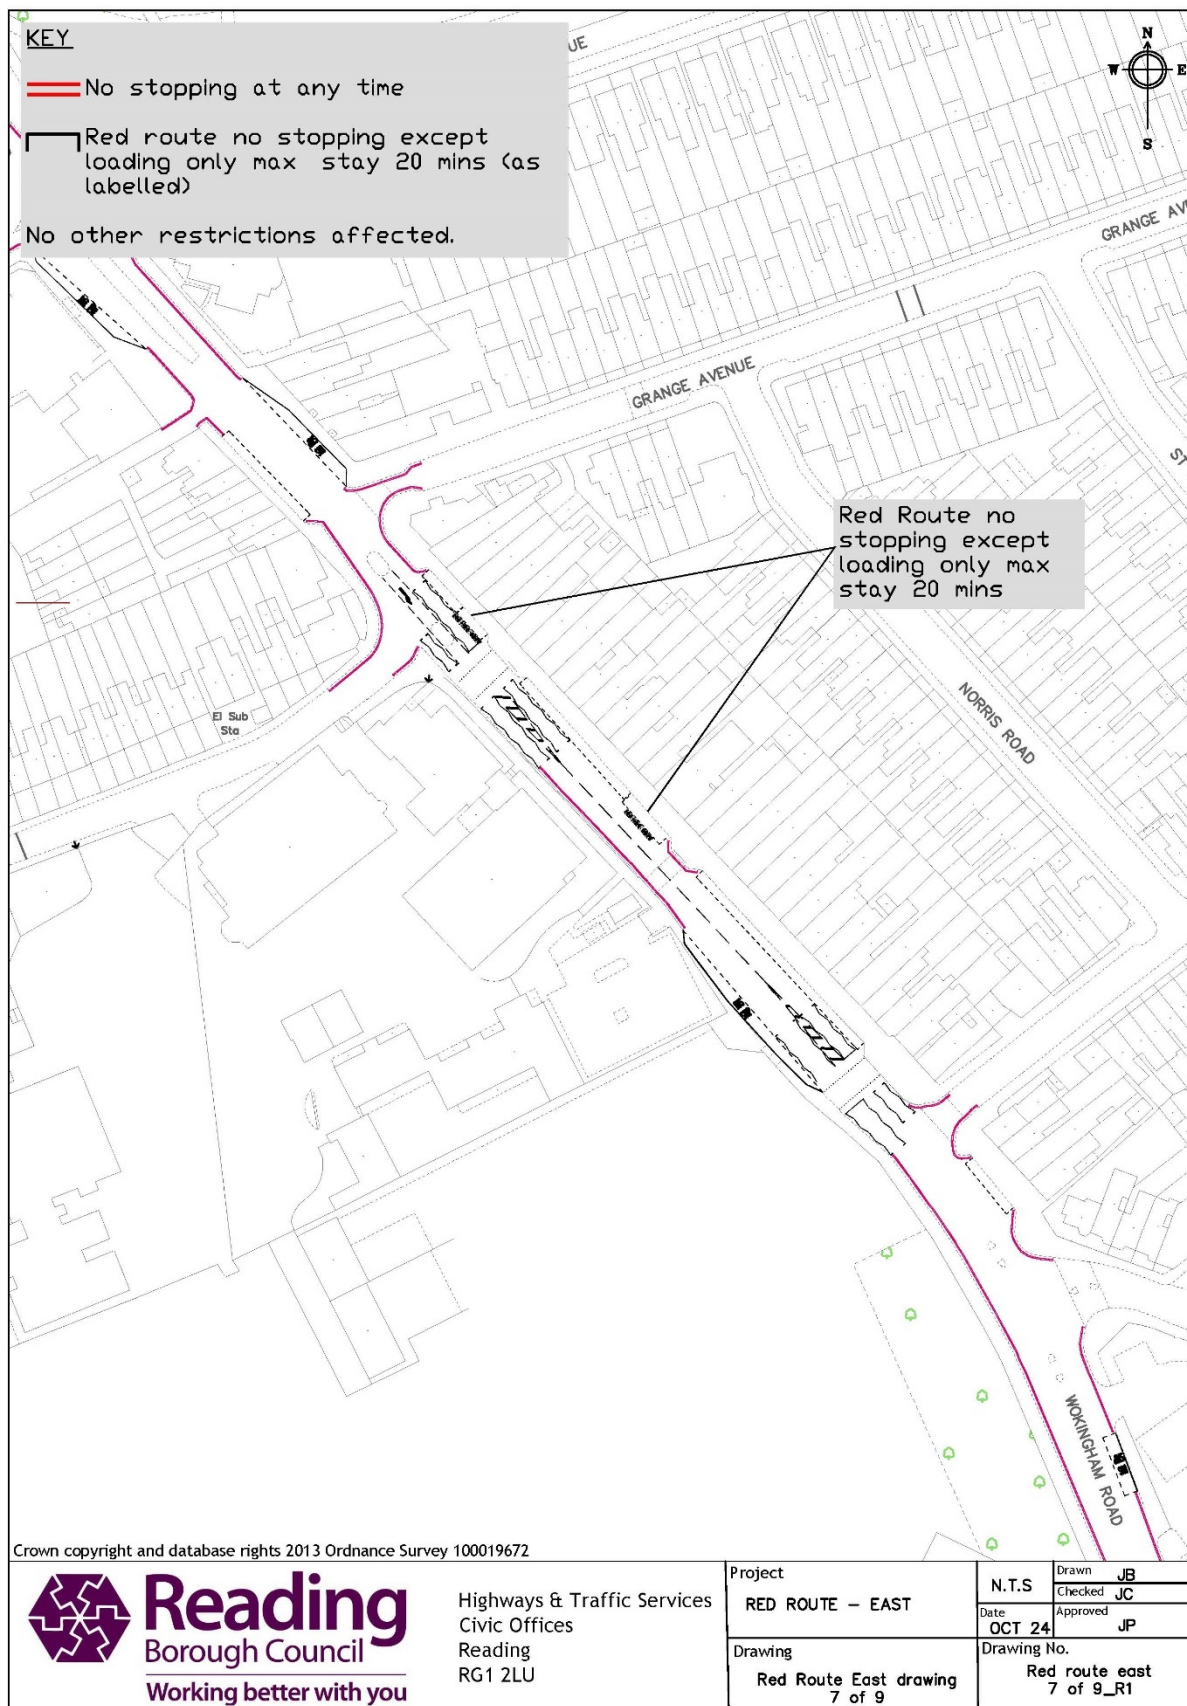 KEY
No stopping at any time
Red route no stopping except
loading only max stay 20 mins (as
labelled)
No other restrictions affected.
UE
N
W
E
S
GRANGE AV
GRANGE AVENUE
ST
Red Route no
stopping except
loading only max
stay 20 mins
NORRIS ROAD
El Sub
Sta
WOKINGHAM ROAD
Crown copyright and database rights 2013 Ordnance Survey 100019672
Reading
Borough Council
Working better with you
Highways & Traffic Services
Civic Offices
Reading
RG1 2LU
Project
RED ROUTE - EAST
Drawing
Red Route East drawing
7 of 9
N.T.S
Drawn JB
Checked JC
Date
OCT 24
Approved
JP
Drawing No.
Red route east
7 of 9_R1